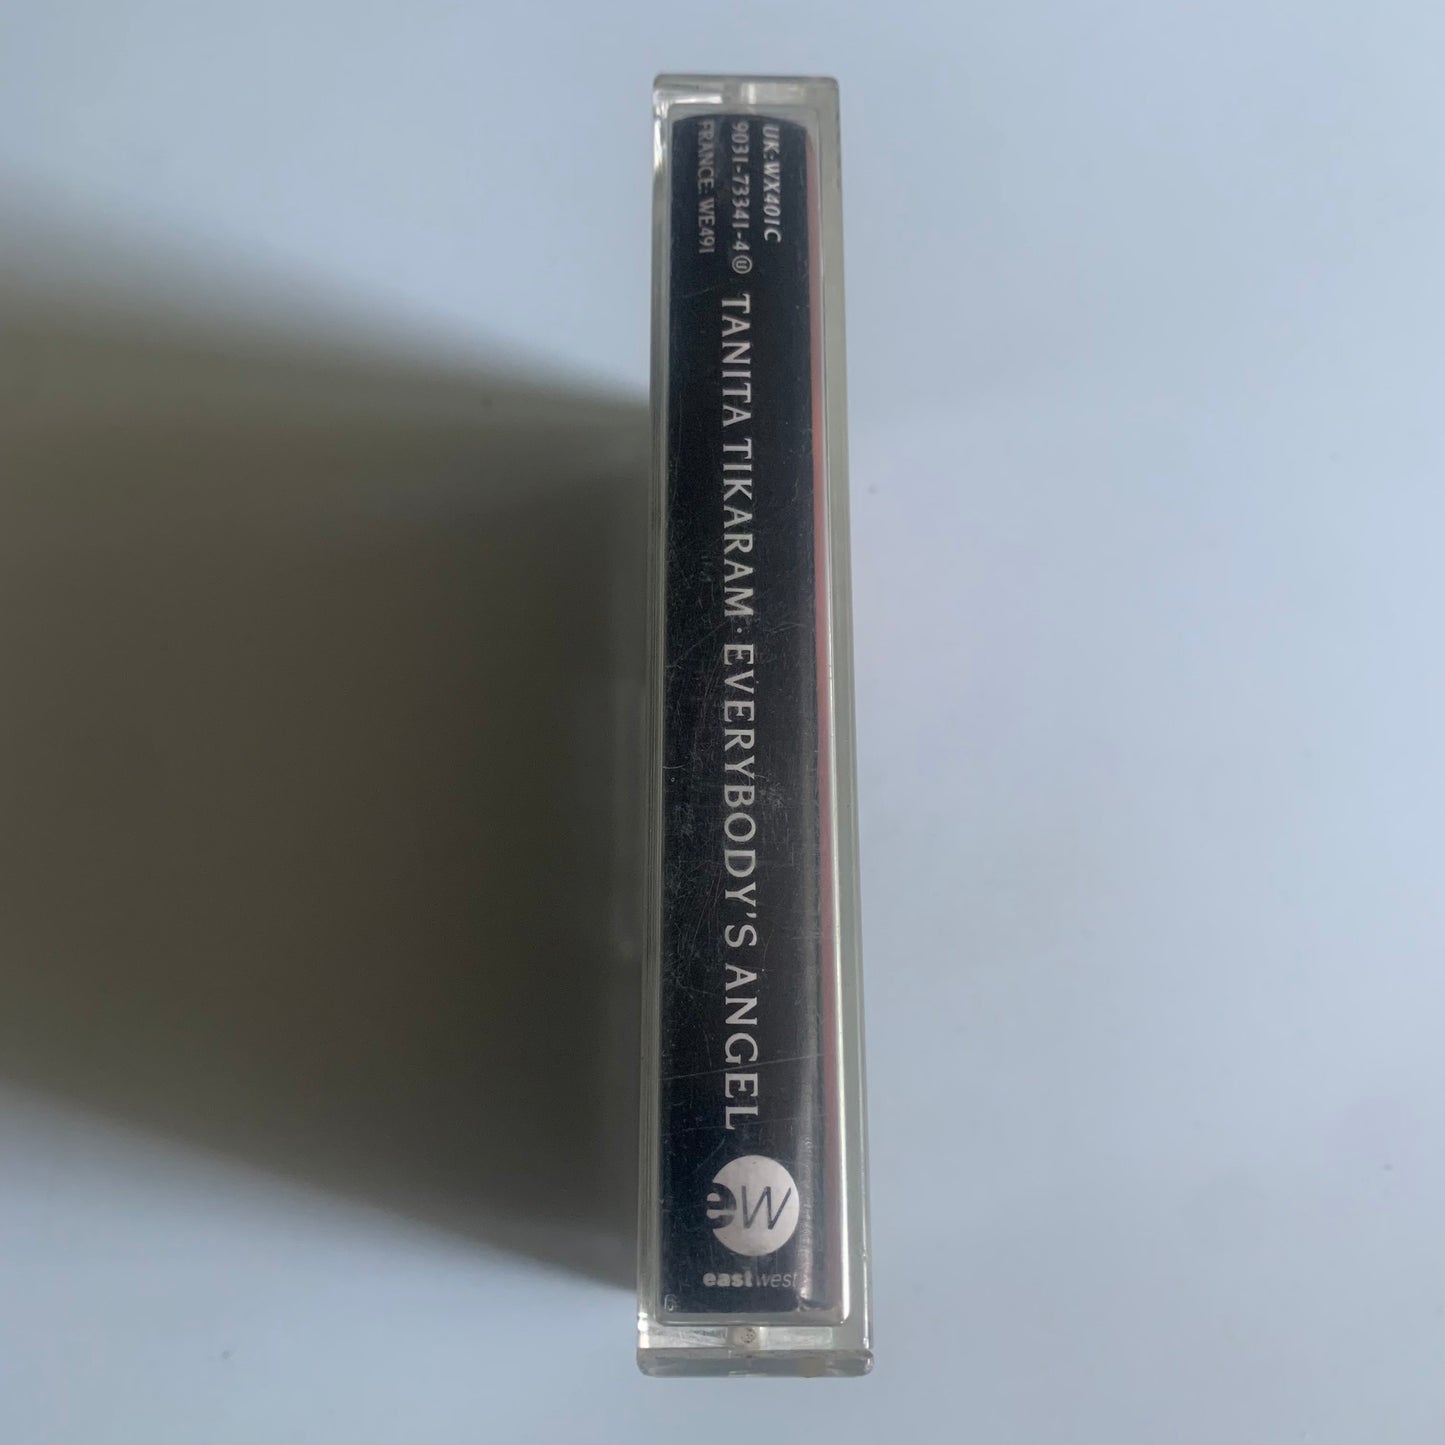 UK:WX401C
9031-73341-4 Ⓤ
FRANCE: WE491
TANITA TIKARAM · EVERYBODY'S ANGEL
eW
eastwest